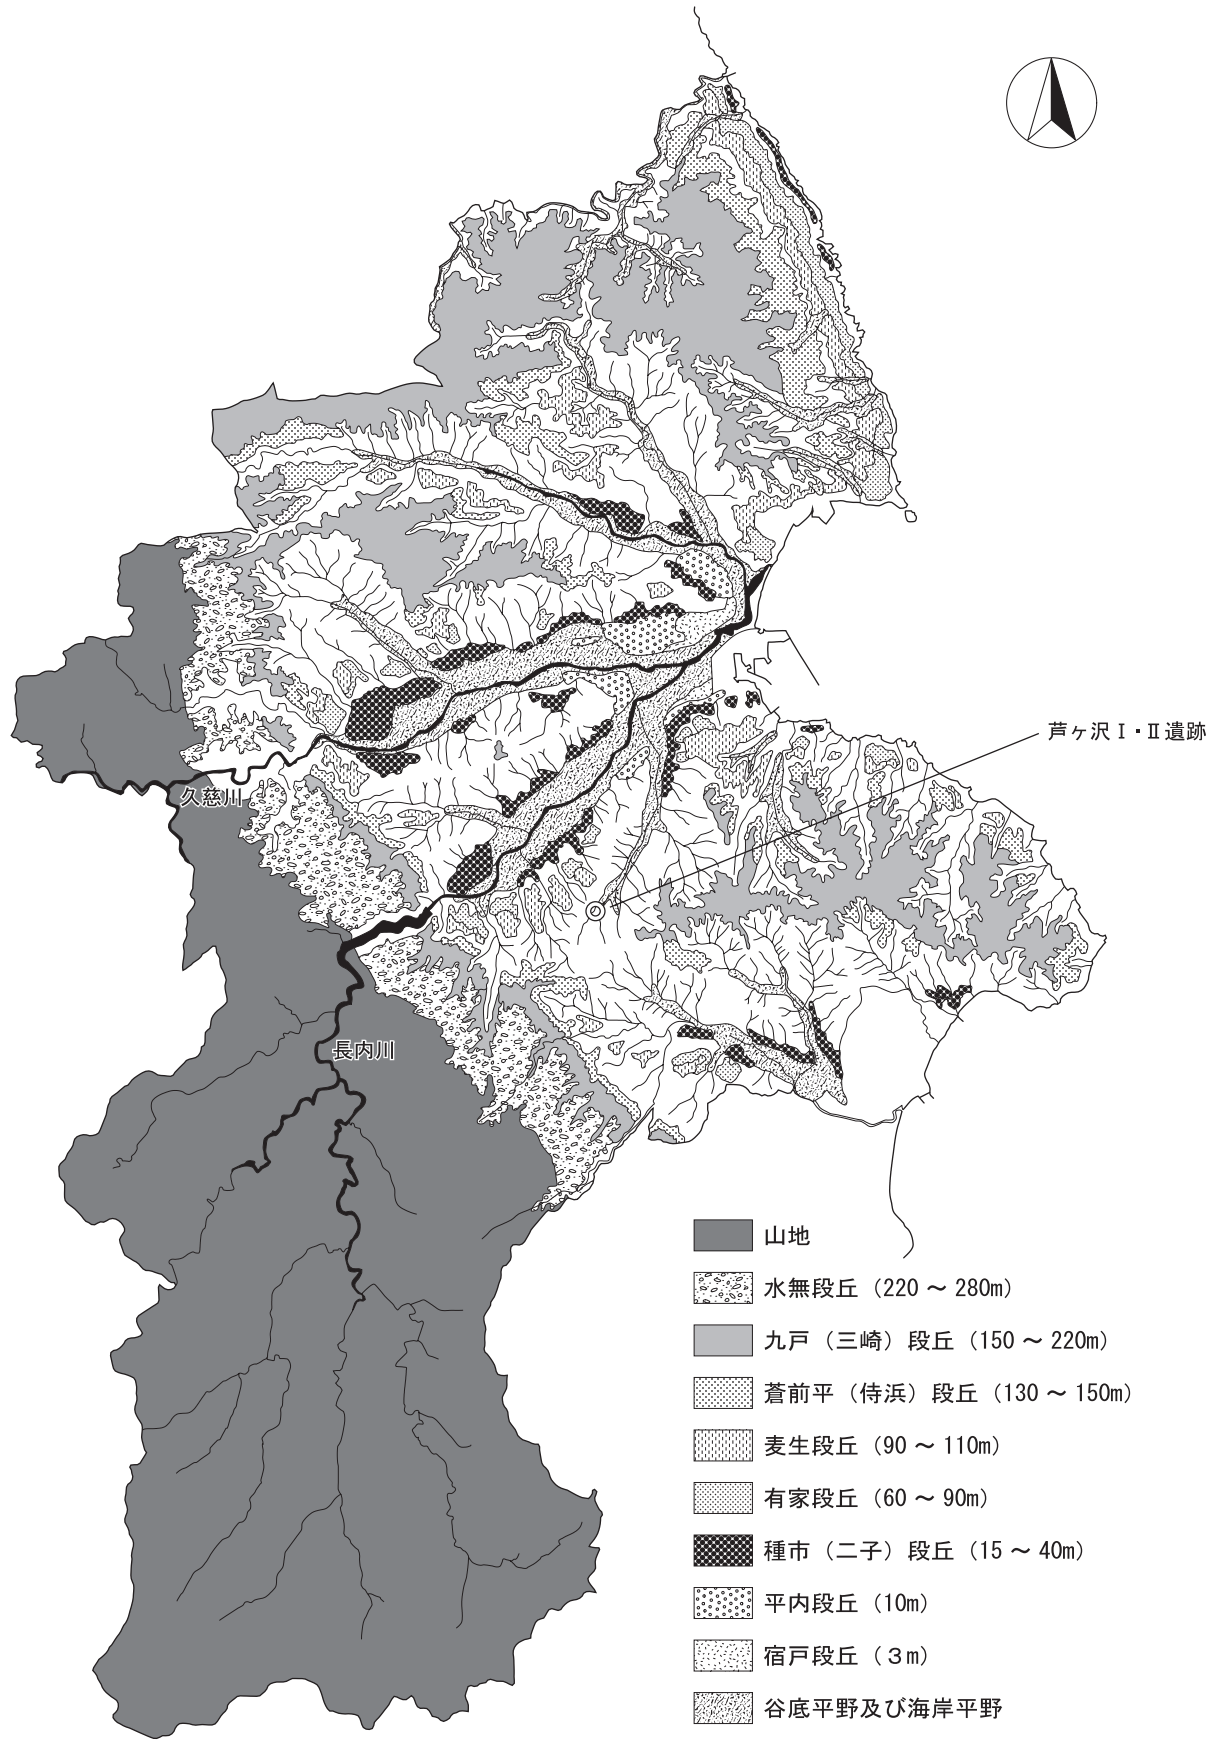 芦ヶ沢Ⅰ・Ⅱ遺跡
久慈川
長内川
山地
水無段丘（220 ～ 280m）
九戸（三崎）段丘（150 ～ 220m）
蒼前平（侍浜）段丘（130 ～ 150m）
麦生段丘（90 ～ 110m）
有家段丘（60 ～ 90m）
種市（二子）段丘（15 ～ 40m）
平内段丘（10m）
宿戸段丘（３m）
谷底平野及び海岸平野